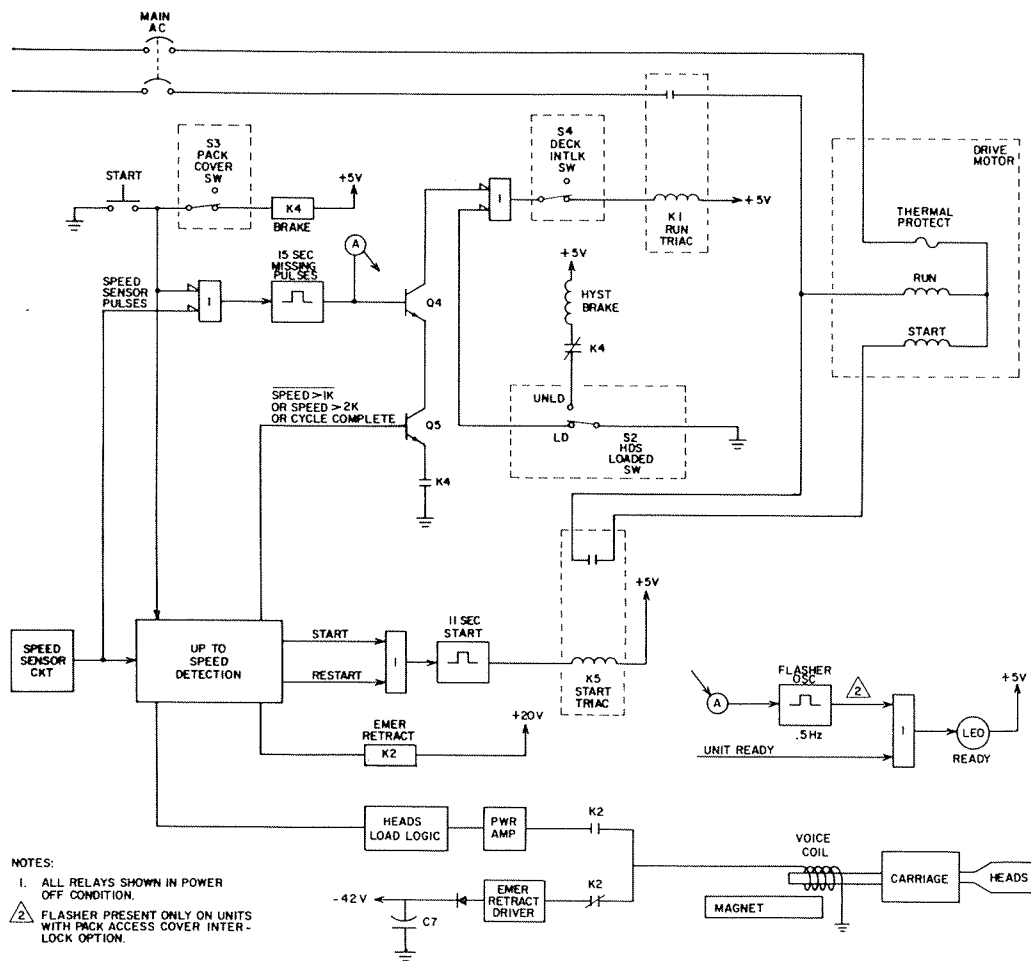 MAIN
AC
S3
PACK
COVER
SW
START
+5V
K4
BRAKE
S4
DECK
INTLK
SW
K1
RUN
TRIAC
+5V
DRIVE
MOTOR
THERMAL
PROTECT
RUN
START
A
15 SEC
MISSING
PULSES
SPEED
SENSOR
PULSES
I
I
Q4
+5V
HYST
BRAKE
K4
SPEED >1K
OR SPEED >2K
OR CYCLE COMPLETE
Q5
K4
UNLD
LD
S2
HDS
LOADED
SW
SPEED
SENSOR
CKT
UP TO
SPEED
DETECTION
START
RESTART
I
11 SEC
START
K5
START
TRIAC
+5V
EMER
RETRACT
K2
+20V
A
FLASHER
OSC
.5Hz
2
UNIT READY
I
LED
READY
+5V
HEADS
LOAD LOGIC
PWR
AMP
K2
VOICE
COIL
CARRIAGE
HEADS
MAGNET
-42V
C7
EMER
RETRACT
DRIVER
K2
NOTES:
1. ALL RELAYS SHOWN IN POWER
OFF CONDITION.
2 FLASHER PRESENT ONLY ON UNITS
WITH PACK ACCESS COVER INTER-
LOCK OPTION.